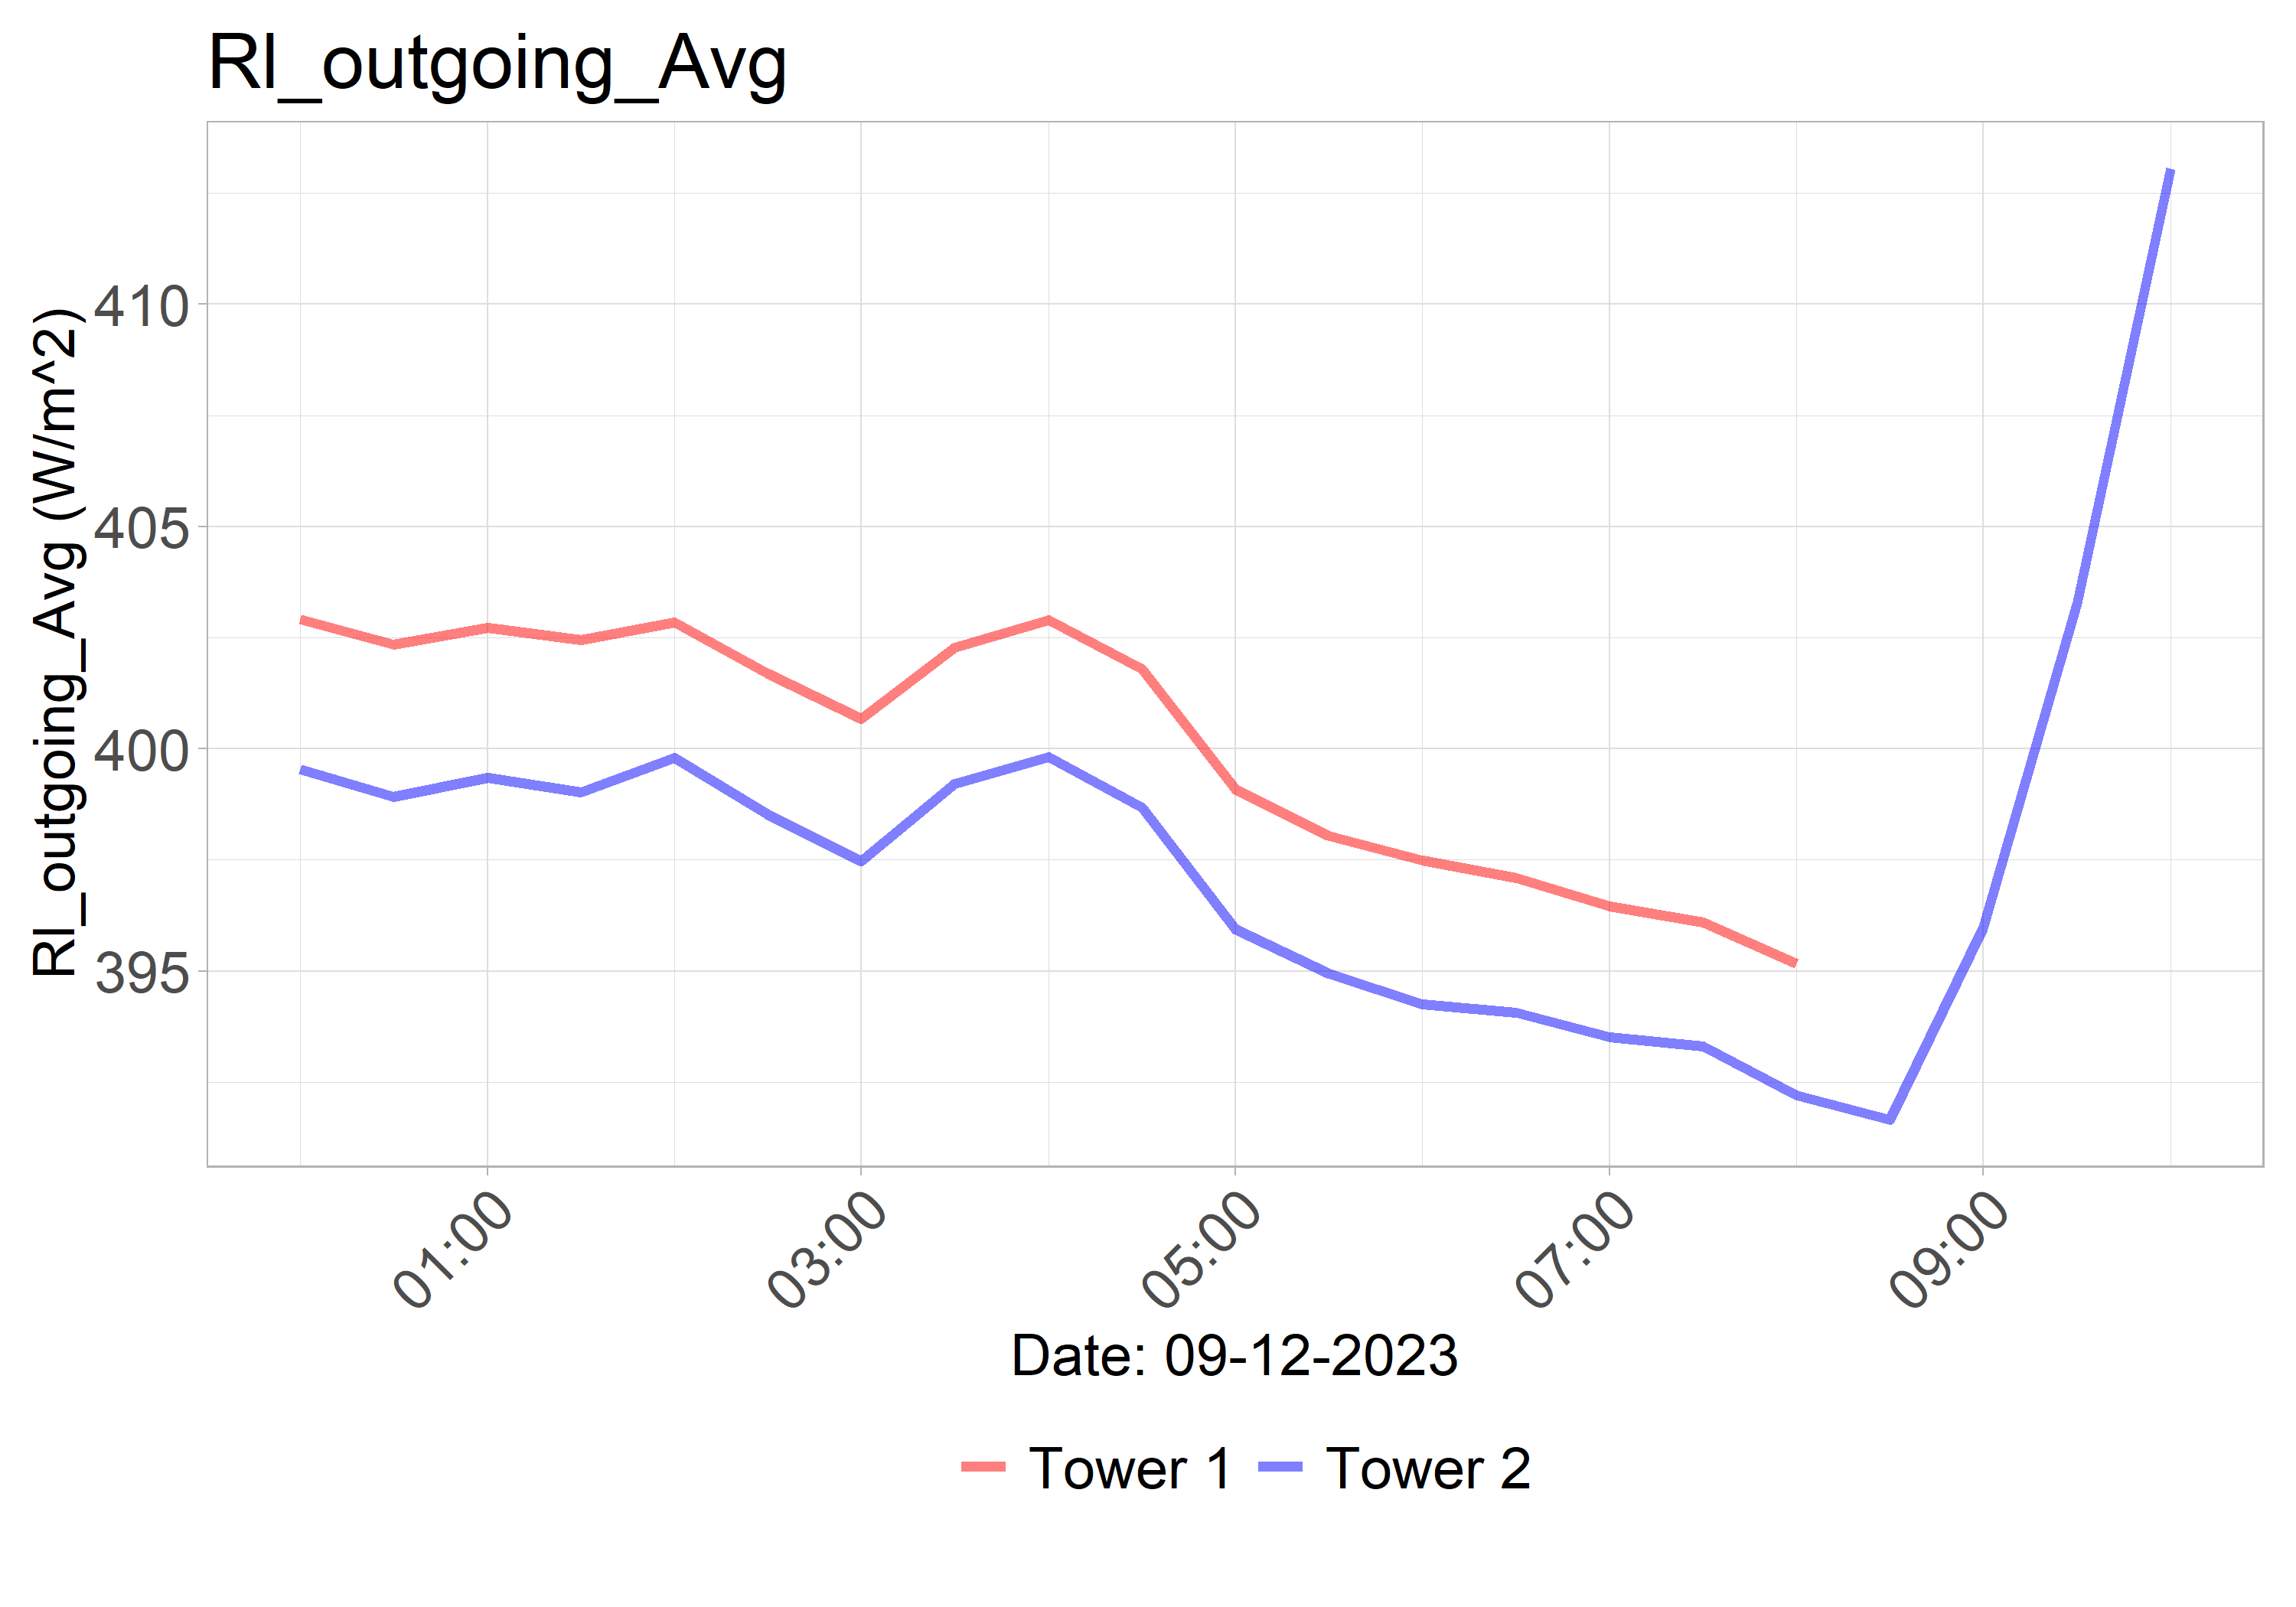 Rl_outgoing_Avg
Rl_outgoing_Avg (W/m^2)
410
405
400
395
01:00
03:00
05:00
07:00
09:00
Date: 09-12-2023
Tower 1
Tower 2